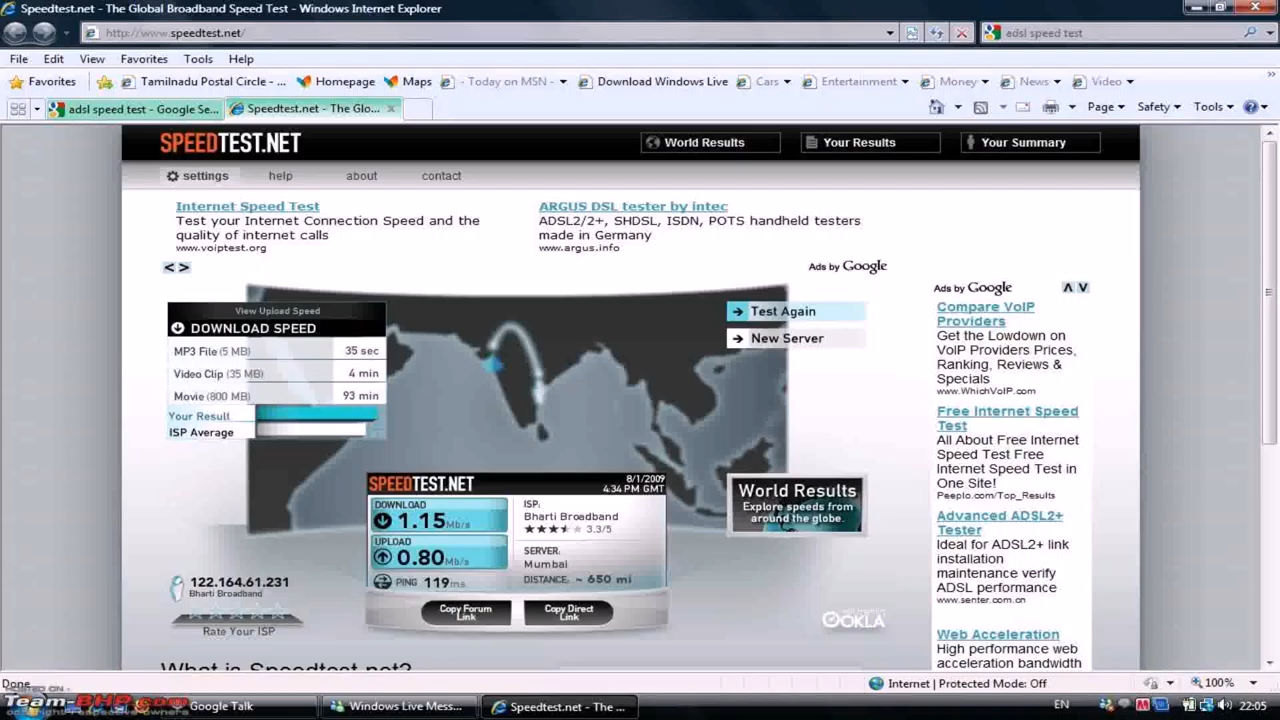 Speedtest.net - The Global Broadband Speed Test - Windows Internet Explorer
http://www.speedtest.net/
adsl speed test
File Edit View Favorites Tools Help
Favorites Tamilnadu Postal Circle - ... Homepage Maps - Today on MSN - Download Windows Live Cars Entertainment Money News Video
adsl speed test - Google Se... Speedtest.net - The Glo... Page Safety Tools
SPEEDTEST.NET World Results Your Results Your Summary
settings help about contact
Internet Speed Test
Test your Internet Connection Speed and the
quality of internet calls
www.voiptest.org
ARGUS DSL tester by intec
ADSL2/2+, SHDSL, ISDN, POTS handheld testers
made in Germany
www.argus.info
< >
Ads by Google
View Upload Speed
DOWNLOAD SPEED
MP3 File (5 MB) 35 sec
Video Clip (35 MB) 4 min
Movie (800 MB) 93 min
Your Result
ISP Average
Test Again
New Server
SPEEDTEST.NET
8/1/2009
4:34 PM GMT
DOWNLOAD
1.15 Mb/s
UPLOAD
0.80 Mb/s
PING 119 ms
ISP:
Bharti Broadband
3.3/5
SERVER:
Mumbai
DISTANCE: ~ 650 mi
Copy Forum
Link
Copy Direct
Link
World Results
Explore speeds from
around the globe.
122.164.61.231
Bharti Broadband
Rate Your ISP
OOKLA
Ads by Google
Compare VoIP
Providers
Get the Lowdown on
VoIP Providers Prices,
Ranking, Reviews &
Specials
www.WhichVoIP.com
Free Internet Speed
Test
All About Free Internet
Speed Test Free
Internet Speed Test in
One Site!
Peeplo.com/Top_Results
Advanced ADSL2+
Tester
Ideal for ADSL2+ link
installation
maintenance verify
ADSL performance
www.senter.com.cn
Web Acceleration
High performance web
acceleration bandwidth
What is Speedtest.net?
Done
Internet | Protected Mode: Off
100%
HOSTED ON :
Team-BHP.com
copyright respective owners
Google Talk
Windows Live Mess...
Speedtest.net - The ...
EN
22:05